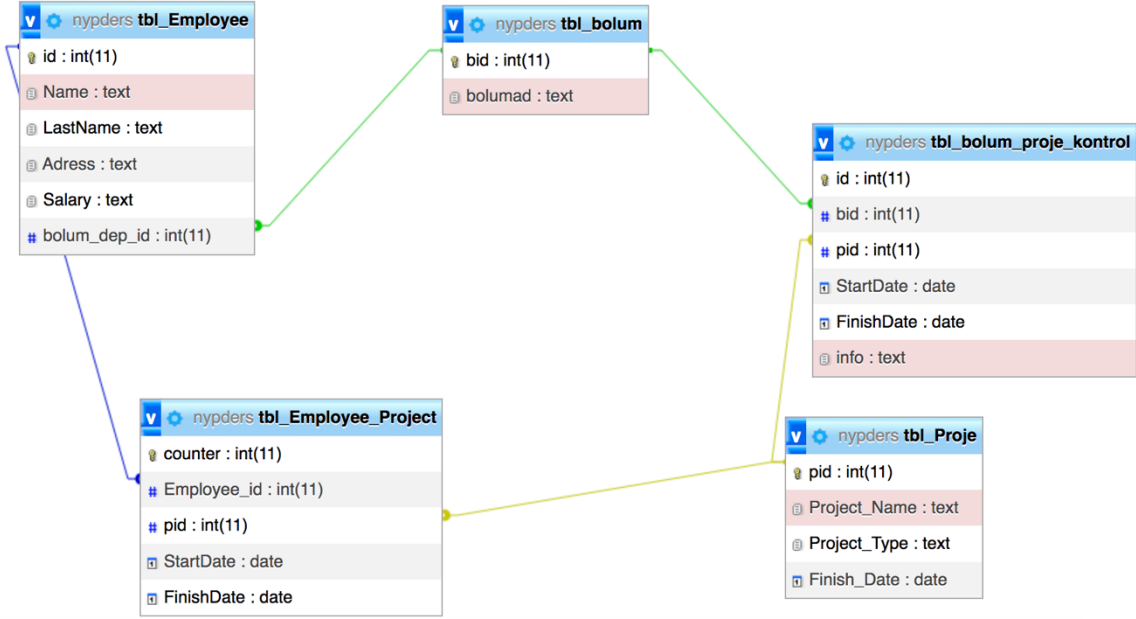 nypders tbl_Employee
id : int(11)
Name : text
LastName : text
Adress : text
Salary : text
bolum_dep_id : int(11)
nypders tbl_bolum
bid : int(11)
bolumad : text
nypders tbl_bolum_proje_kontrol
id : int(11)
bid : int(11)
pid : int(11)
StartDate : date
FinishDate : date
info : text
nypders tbl_Employee_Project
counter : int(11)
Employee_id : int(11)
pid : int(11)
StartDate : date
FinishDate : date
nypders tbl_Proje
pid : int(11)
Project_Name : text
Project_Type : text
Finish_Date : date